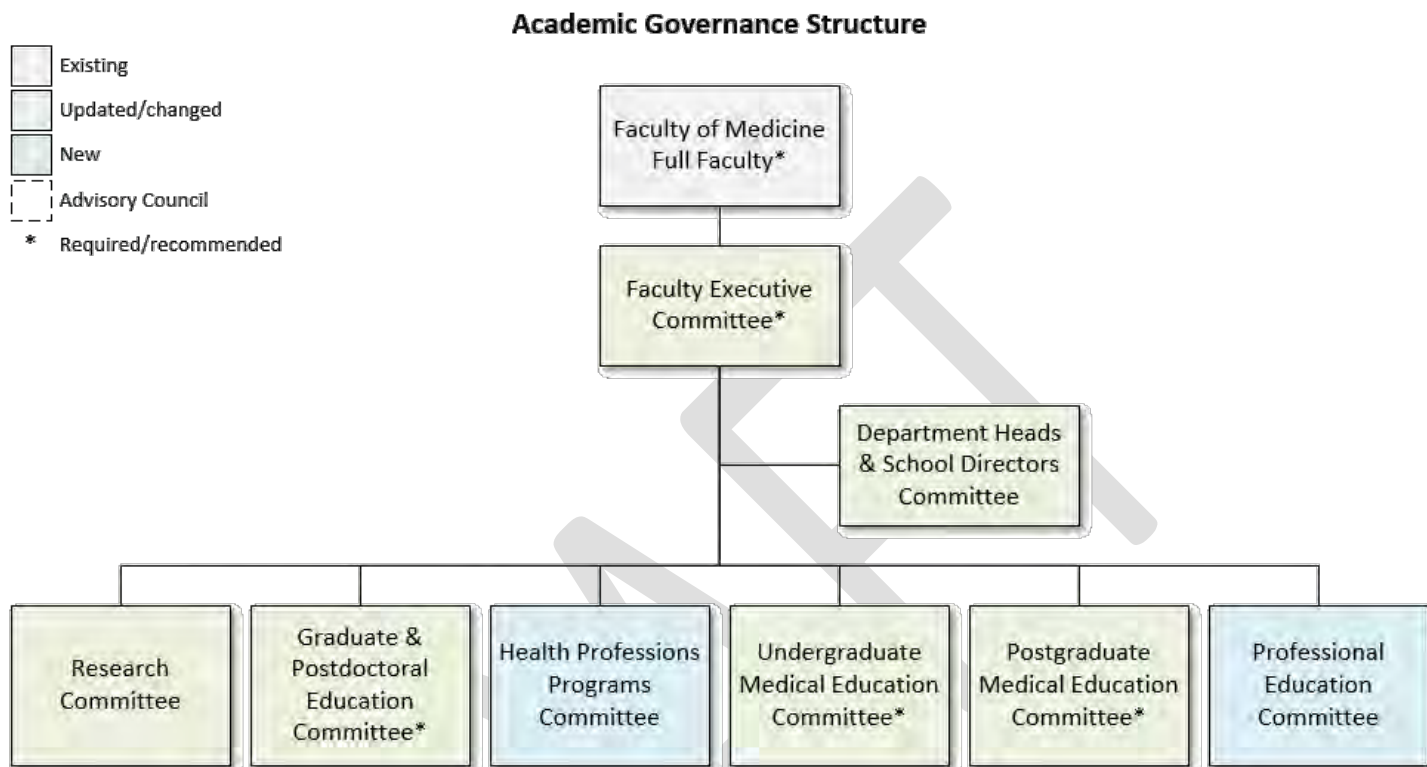 Academic Governance Structure
Existing
Updated/changed
New
Advisory Council
* Required/recommended
Faculty of Medicine
Full Faculty*
Faculty Executive
Committee*
Department Heads
& School Directors
Committee
Research
Committee
Graduate &
Postdoctoral
Education
Committee*
Health Professions
Programs
Committee
Undergraduate
Medical Education
Committee*
Postgraduate
Medical Education
Committee*
Professional
Education
Committee